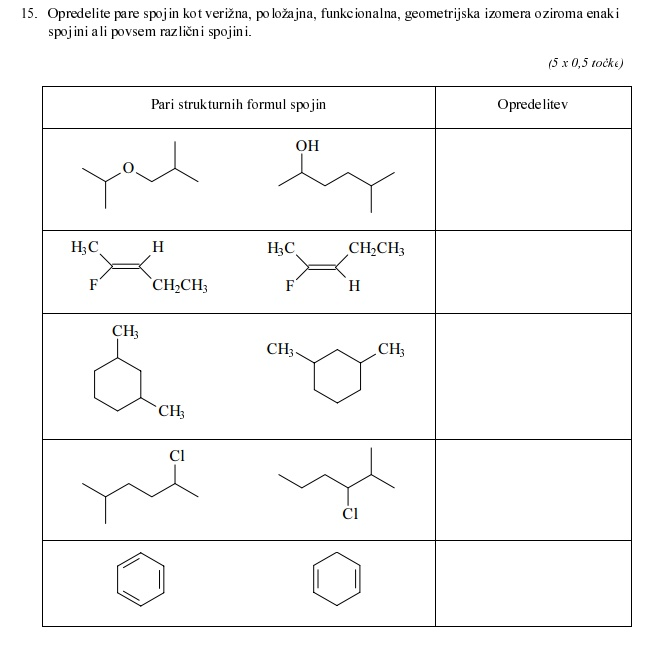 15. Opredelite pare spojin kot verižna, položajna, funkcionalna, geometrijska izomera oziroma enaki
spojini ali povsem različni spojini.
(5 x 0,5 točke)
Pari strukturnih formul spojin Opredelitev
O OH
H₃C H H₃C CH₂CH₃
F CH₂CH₃ F H
CH₃
CH₃ CH₃
CH₃
Cl
Cl